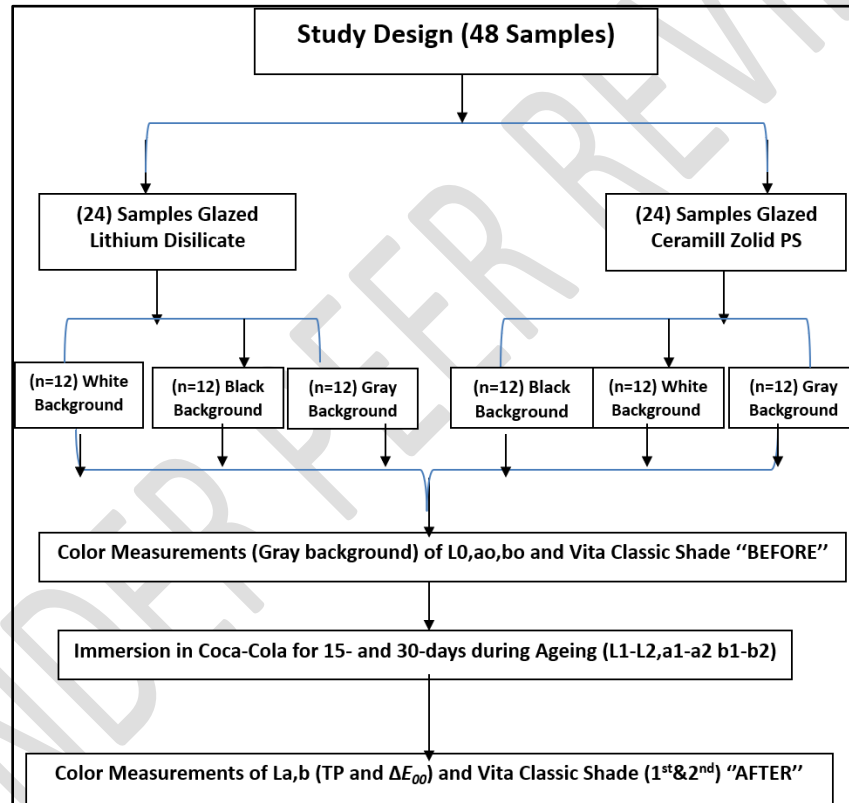 Study Design (48 Samples)
(24) Samples Glazed
Lithium Disilicate
(24) Samples Glazed
Ceramill Zolid PS
(n=12) White
Background
(n=12) Black
Background
(n=12) Gray
Background
(n=12) Black
Background
(n=12) White
Background
(n=12) Gray
Background
Color Measurements (Gray background) of L0,ao,bo and Vita Classic Shade “BEFORE”
Immersion in Coca-Cola for 15- and 30-days during Ageing (L1-L2,a1-a2 b1-b2)
Color Measurements of La,b (TP and ΔE00) and Vita Classic Shade (1st&2nd) “AFTER”
UNDER PEER REVIE